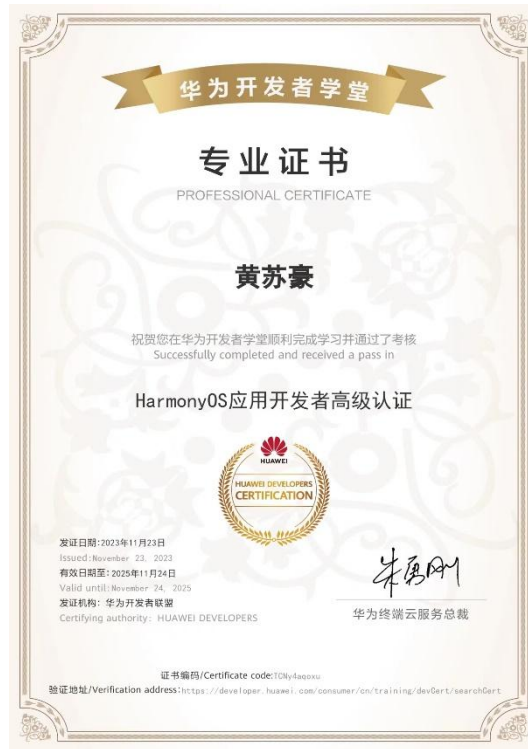 华为开发者学堂
专业证书
PROFESSIONAL CERTIFICATE
黄苏豪
祝贺您在华为开发者学堂顺利完成学习并通过了考核
Successfully completed and received a pass in
HarmonyOS应用开发者高级认证
HUAWEI
HUAWEI DEVELOPERS
CERTIFICATION
发证日期:2023年11月23日
Issued:November 23, 2023
有效日期至:2025年11月24日
Valid until:November 24, 2025
发证机构: 华为开发者联盟
Certifying authority: HUAWEI DEVELOPERS
朱勇刚
华为终端云服务总裁
证书编码/Certificate code:
验证地址/Verification address:https://developer.huawei.com/consumer/cn/training/devCert/searchCert